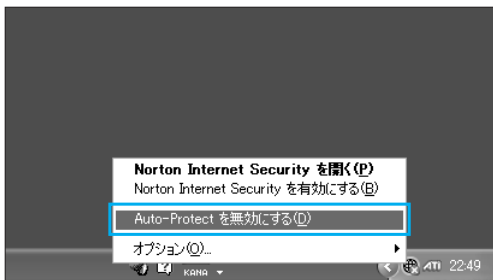 Norton Internet Security を開く(P)
Norton Internet Security を有効にする(B)
Auto-Protect を無効にする(D)
オプション(O)...
KANA
ATI 22:49